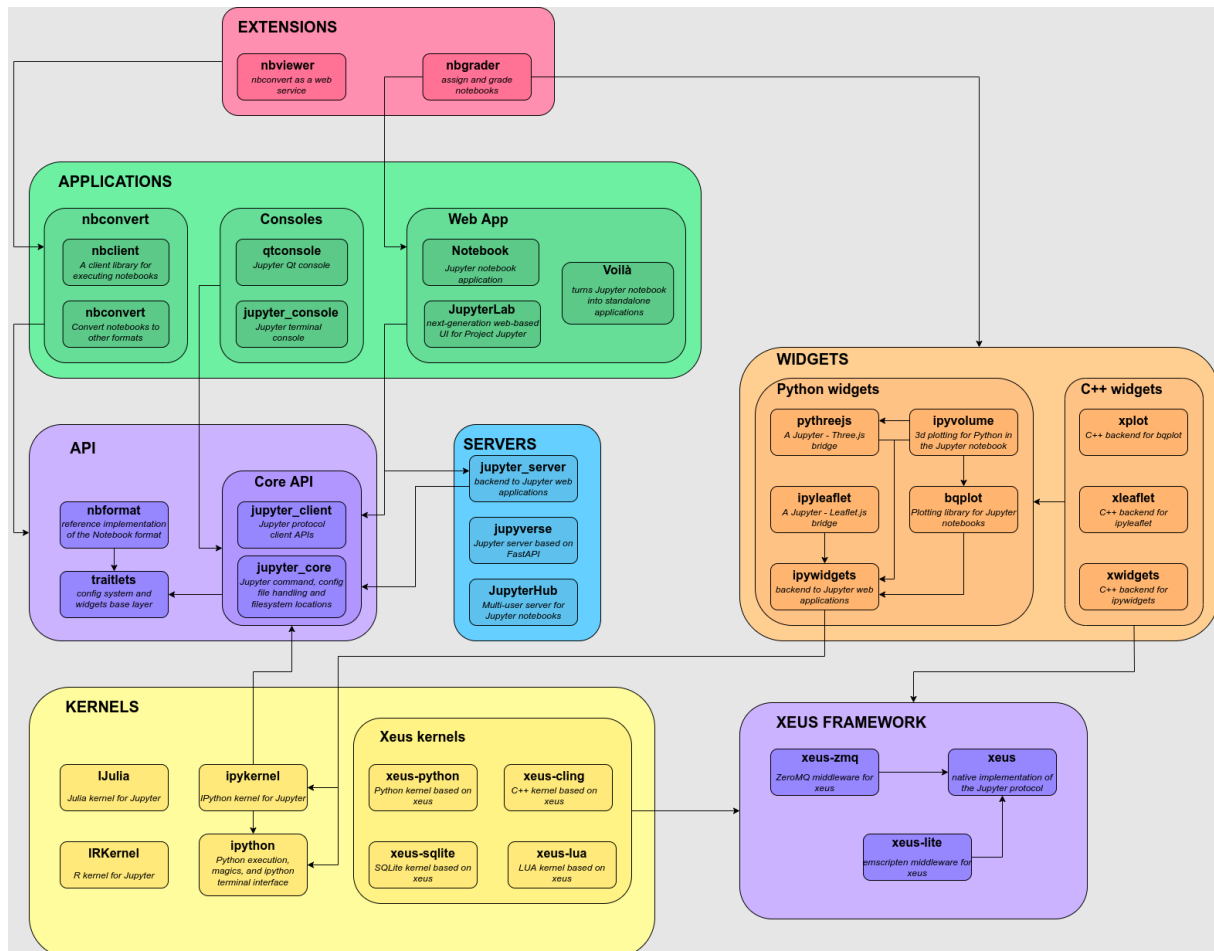 EXTENSIONS
nbviewer
nbconvert as a web
service
nbgrader
assign and grade
notebooks
APPLICATIONS
nbconvert
nbclient
A client library for
executing notebooks
nbconvert
Convert notebooks to
other formats
Consoles
qtconsole
Jupyter Qt console
jupyter_console
Jupyter terminal
console
Web App
Notebook
Jupyter notebook
application
JupyterLab
next-generation web-based
UI for Project Jupyter
Voilà
turns Jupyter notebook
into standalone
applications
API
nbformat
reference implementation
of the Notebook format
traitlets
config system and
widgets base layer
Core API
jupyter_client
Jupyter protocol
client APIs
jupyter_core
Jupyter command, config
file handling and
filesystem locations
SERVERS
jupyter_server
backend to Jupyter web
applications
jupyverse
Jupyter server based on
FastAPI
JupyterHub
Multi-user server for
Jupyter notebooks
WIDGETS
Python widgets
pythreejs
A Jupyter - Three.js
bridge
ipyvolume
3d plotting for Python in
the Jupyter notebook
ipyleaflet
A Jupyter - Leaflet.js
bridge
bqplot
Plotting library for Jupyter
notebooks
ipywidgets
backend to Jupyter web
applications
C++ widgets
xplot
C++ backend for bqplot
xleaflet
C++ backend for
ipyleaflet
xwidgets
C++ backend for
ipywidgets
KERNELS
IJulia
Julia kernel for Jupyter
ipykernel
IPython kernel for Jupyter
IRKernel
R kernel for Jupyter
ipython
Python execution,
magics, and ipython
terminal interface
Xeus kernels
xeus-python
Python kernel based on
xeus
xeus-cling
C++ kernel based on
xeus
xeus-sqlite
SQLite kernel based on
xeus
xeus-lua
LUA kernel based on
xeus
XEUS FRAMEWORK
xeus-zmq
ZeroMQ middleware for
xeus
xeus
native implementation of
the Jupyter protocol
xeus-lite
emscripten middleware for
xeus